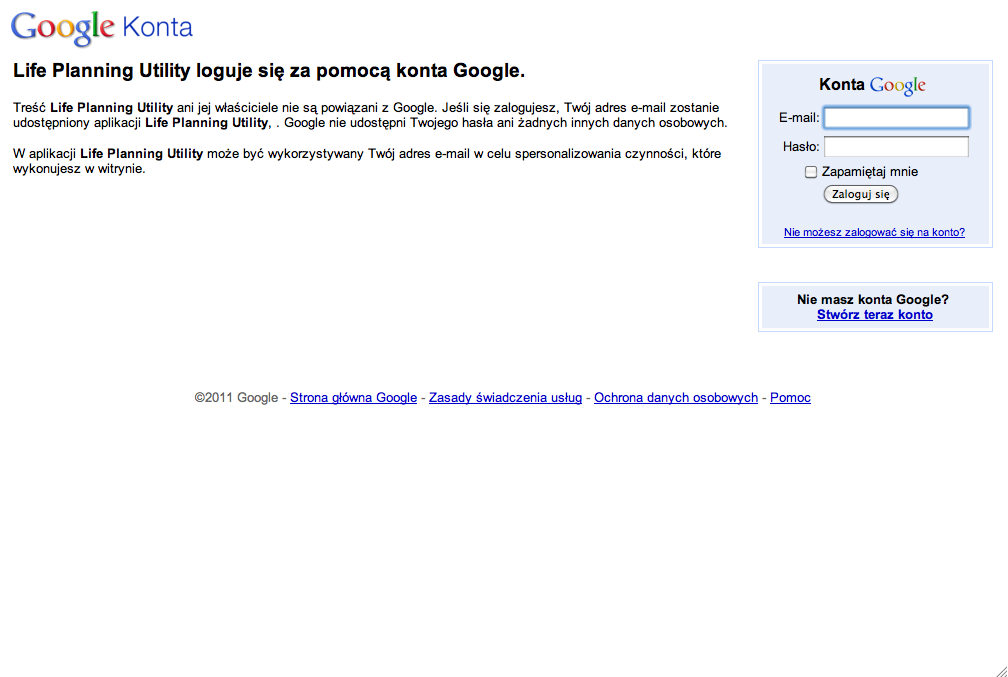 Google Konta
Life Planning Utility loguje się za pomocą konta Google.
Treść Life Planning Utility ani jej właściciele nie są powiązani z Google. Jeśli się zalogujesz, Twój adres e-mail zostanie
udostępniony aplikacji Life Planning Utility, . Google nie udostępni Twojego hasła ani żadnych innych danych osobowych.
W aplikacji Life Planning Utility może być wykorzystywany Twój adres e-mail w celu spersonalizowania czynności, które
wykonujesz w witrynie.
Konta Google
E-mail:
Hasło:
Zapamiętaj mnie
Zaloguj się
Nie możesz zalogować się na konto?
Nie masz konta Google?
Stwórz teraz konto
©2011 Google - Strona główna Google - Zasady świadczenia usług - Ochrona danych osobowych - Pomoc